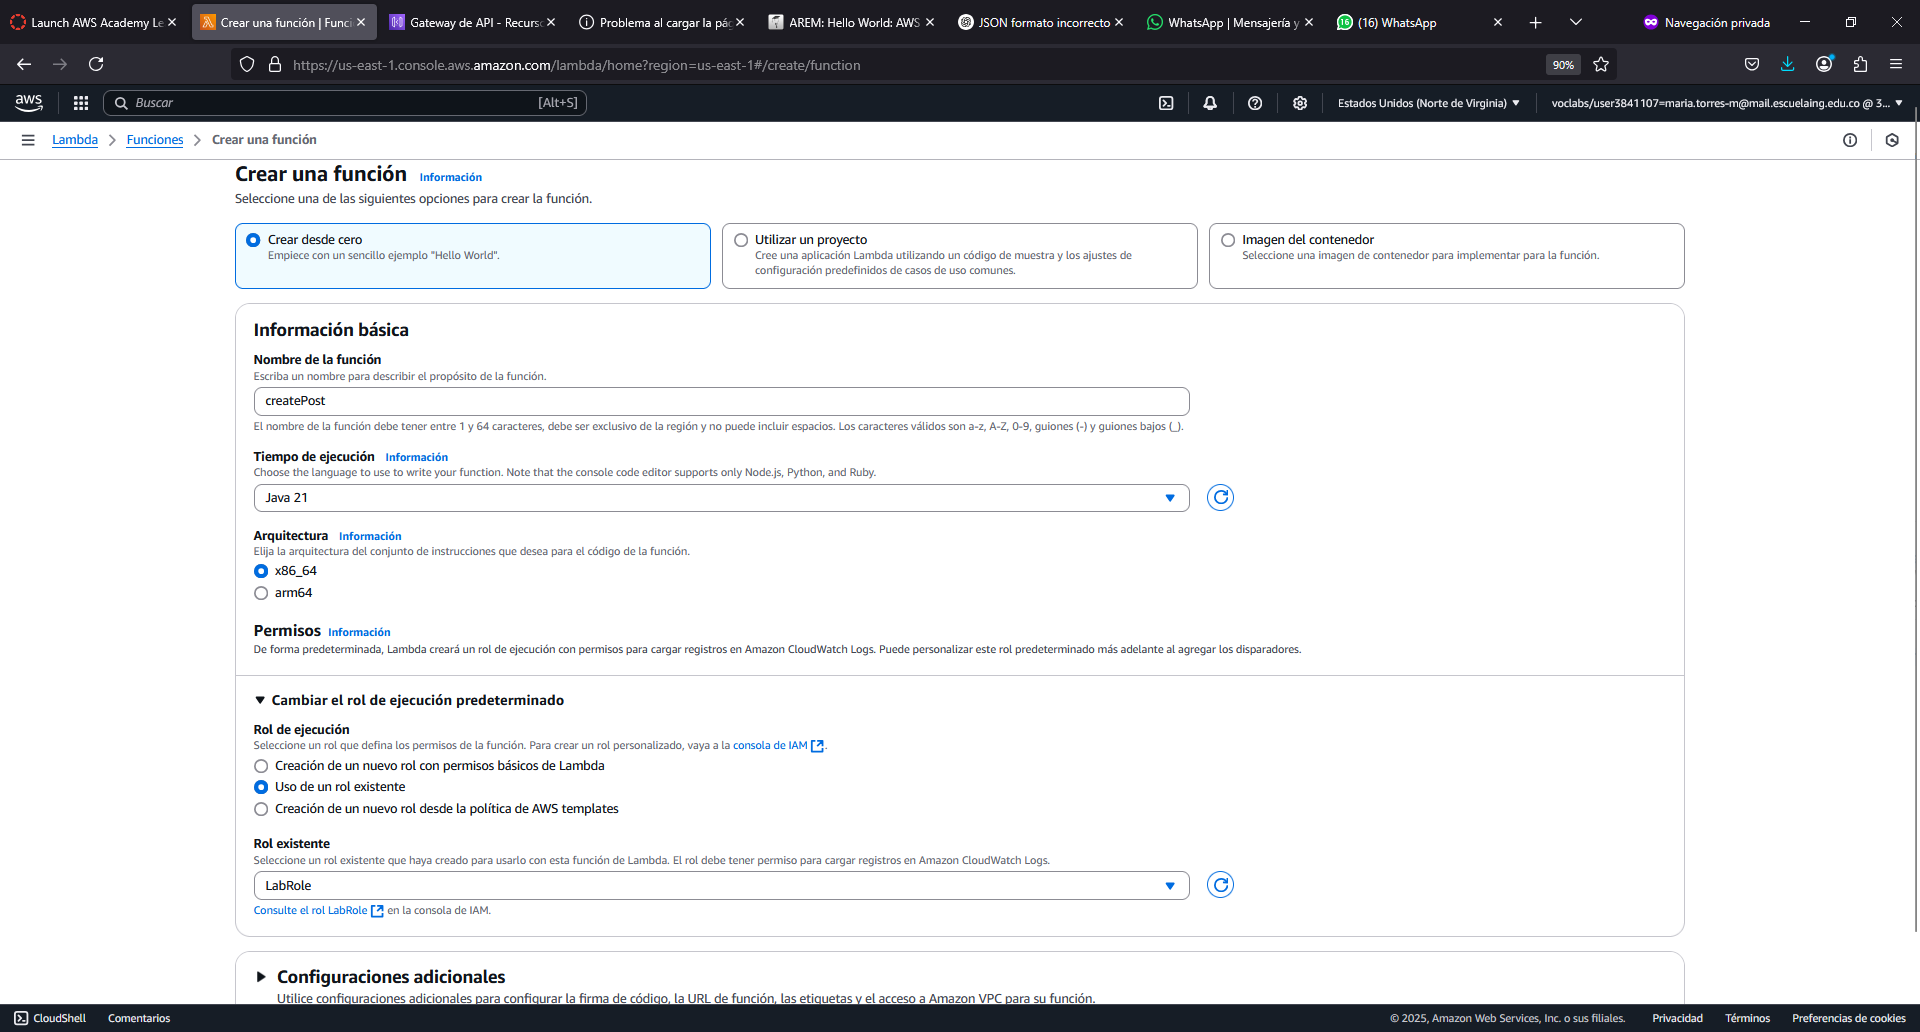 Launch AWS Academy Le
Crear una función | Funci
Gateway de API - Recurso
Problema al cargar la pág
AREM: Hello World: AWS
JSON formato incorrecto
WhatsApp | Mensajería y
(16) WhatsApp
Navegación privada
https://us-east-1.console.aws.amazon.com/lambda/home?region=us-east-1#/create/function
90%
aws
Buscar
[Alt+S]
Estados Unidos (Norte de Virginia)
voclabs/user3841107=maria.torres-m@mail.escuelaing.edu.co @ 3...
Lambda
Funciones
Crear una función
Crear una función Información
Seleccione una de las siguientes opciones para crear la función.
Crear desde cero
Empiece con un sencillo ejemplo "Hello World".
Utilizar un proyecto
Cree una aplicación Lambda utilizando un código de muestra y los ajustes de
configuración predefinidos de casos de uso comunes.
Imagen del contenedor
Seleccione una imagen de contenedor para implementar para la función.
Información básica
Nombre de la función
Escriba un nombre para describir el propósito de la función.
createPost
El nombre de la función debe tener entre 1 y 64 caracteres, debe ser exclusivo de la región y no puede incluir espacios. Los caracteres válidos son a-z, A-Z, 0-9, guiones (-) y guiones bajos (_).
Tiempo de ejecución Información
Choose the language to use to write your function. Note that the console code editor supports only Node.js, Python, and Ruby.
Java 21
Arquitectura Información
Elija la arquitectura del conjunto de instrucciones que desea para el código de la función.
x86_64
arm64
Permisos Información
De forma predeterminada, Lambda creará un rol de ejecución con permisos para cargar registros en Amazon CloudWatch Logs. Puede personalizar este rol predeterminado más adelante al agregar los disparadores.
Cambiar el rol de ejecución predeterminado
Rol de ejecución
Seleccione un rol que defina los permisos de la función. Para crear un rol personalizado, vaya a la consola de IAM .
Creación de un nuevo rol con permisos básicos de Lambda
Uso de un rol existente
Creación de un nuevo rol desde la política de AWS templates
Rol existente
Seleccione un rol existente que haya creado para usarlo con esta función de Lambda. El rol debe tener permiso para cargar registros en Amazon CloudWatch Logs.
LabRole
Consulte el rol LabRole en la consola de IAM.
Configuraciones adicionales
Utilice configuraciones adicionales para configurar la firma de código, la URL de función, las etiquetas y el acceso a Amazon VPC para su función.
CloudShell
Comentarios
© 2025, Amazon Web Services, Inc. o sus filiales.
Privacidad
Términos
Preferencias de cookies